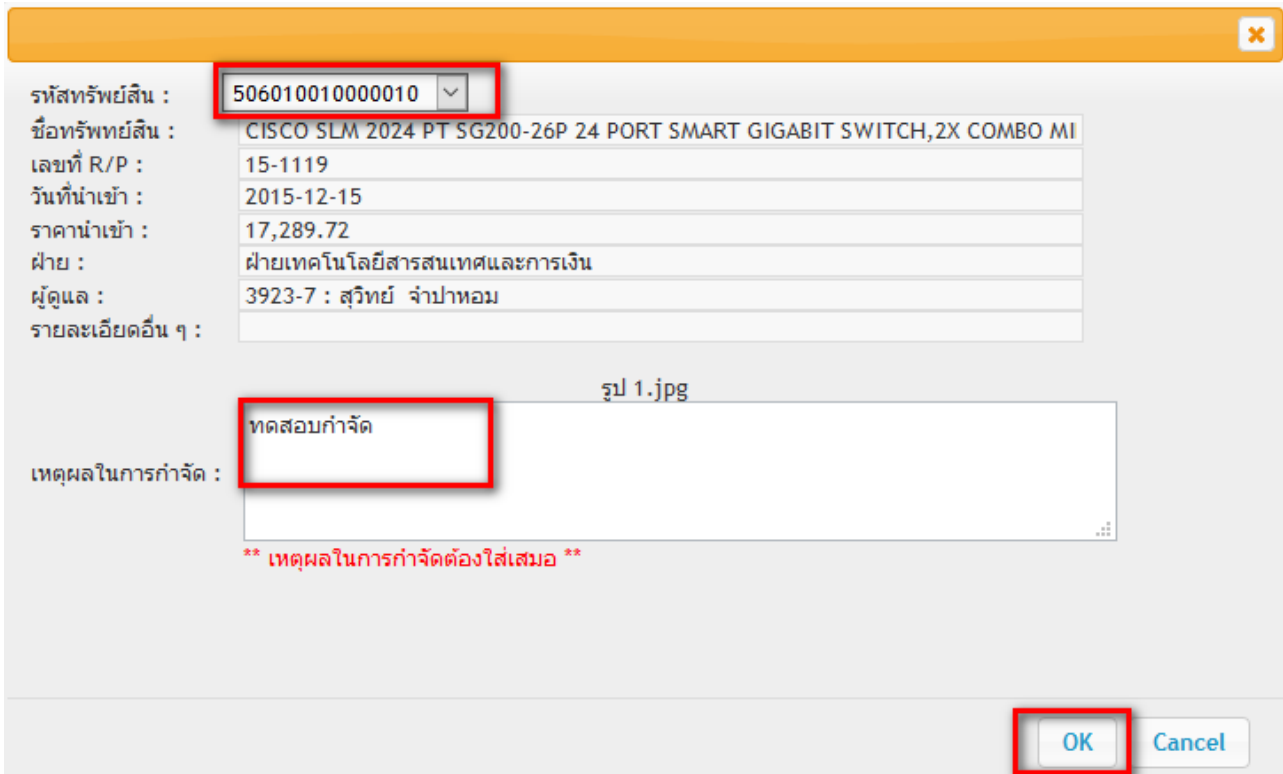 รหัสทรัพย์สิน : 506010010000010
ชื่อทรัพทย์สิน : CISCO SLM 2024 PT SG200-26P 24 PORT SMART GIGABIT SWITCH,2X COMBO MI
เลขที่ R/P : 15-1119
วันที่นำเข้า : 2015-12-15
ราคานำเข้า : 17,289.72
ฝ่าย : ฝ่ายเทคโนโลยีสารสนเทศและการเงิน
ผู้ดูแล : 3923-7 : สุวิทย์ จำปาหอม
รายละเอียดอื่น ๆ :
รูป 1.jpg
ทดสอบกำจัด
เหตุผลในการกำจัด :
** เหตุผลในการกำจัดต้องใส่เสมอ **
OK Cancel